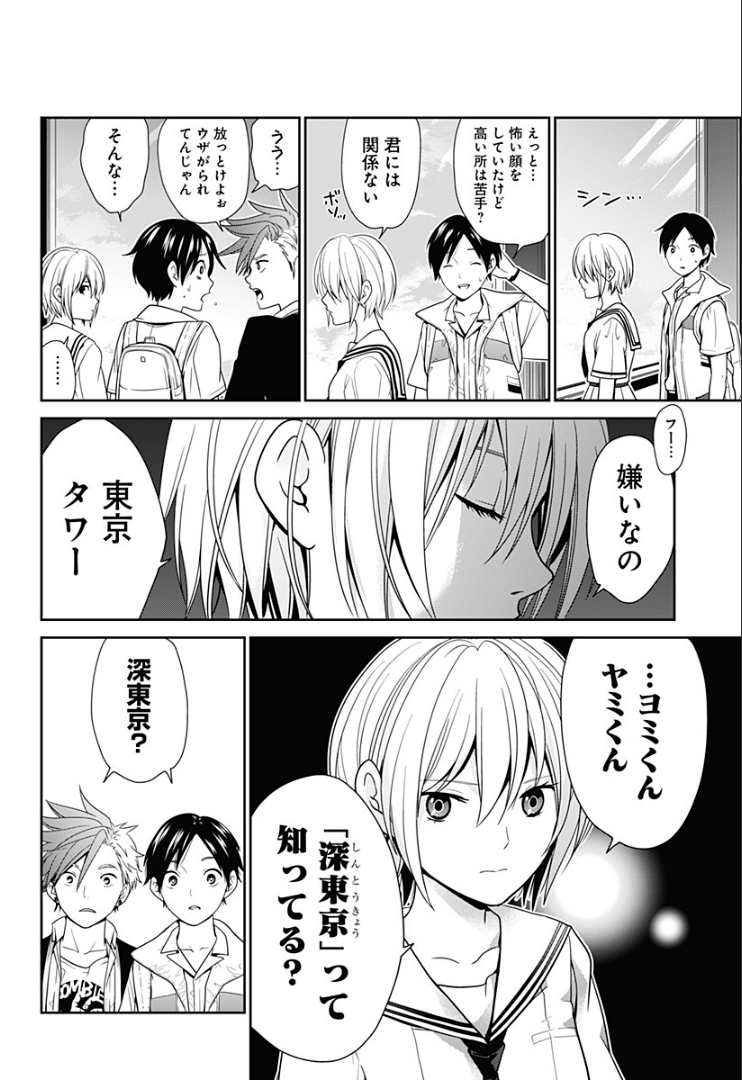 シン…
えっと…
怖い顔を
していたけど
高い所は苦手?
君には
関係ない
ボソッ
うう…
放っとけよぉ
ウザがられ
てんじゃん
そんな…
……
フー…
嫌いなの
東京
タワー
…ヨミくん
ヤミくん
「深東京」って
しんとうきょう
知ってる?
深東京?
ZOMBIE